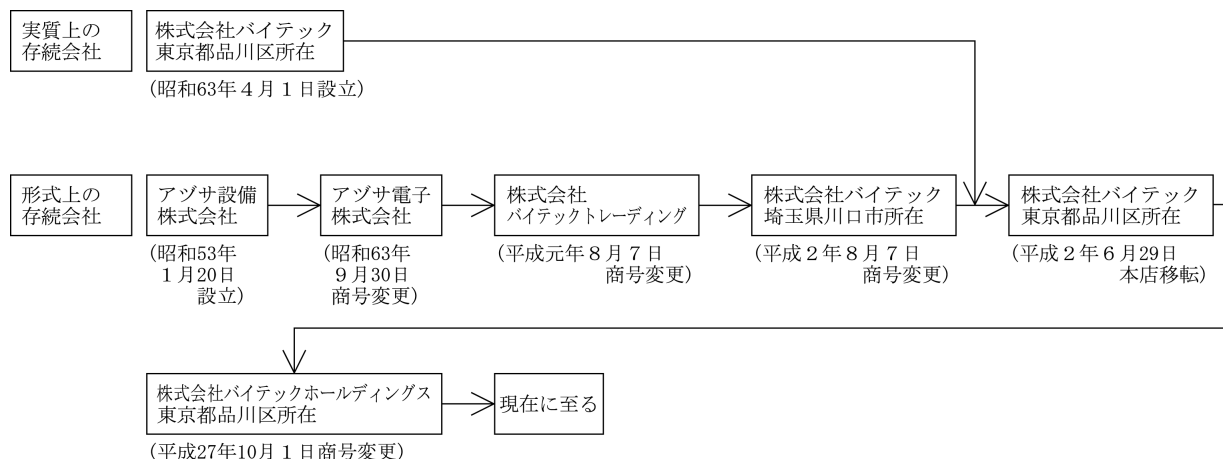 実質上の
存続会社
株式会社バイテック
東京都品川区所在
（昭和63年４月１日設立）
形式上の
存続会社
アヅサ設備
株式会社
（昭和53年
１月20日
設立）
アヅサ電子
株式会社
（昭和63年
９月30日
商号変更）
株式会社
バイテックトレーディング
（平成元年８月７日
商号変更）
株式会社バイテック
埼玉県川口市所在
（平成２年８月７日
商号変更）
株式会社バイテック
東京都品川区所在
（平成２年６月29日
本店移転）
株式会社バイテックホールディングス
東京都品川区所在
（平成27年10月１日商号変更）
現在に至る